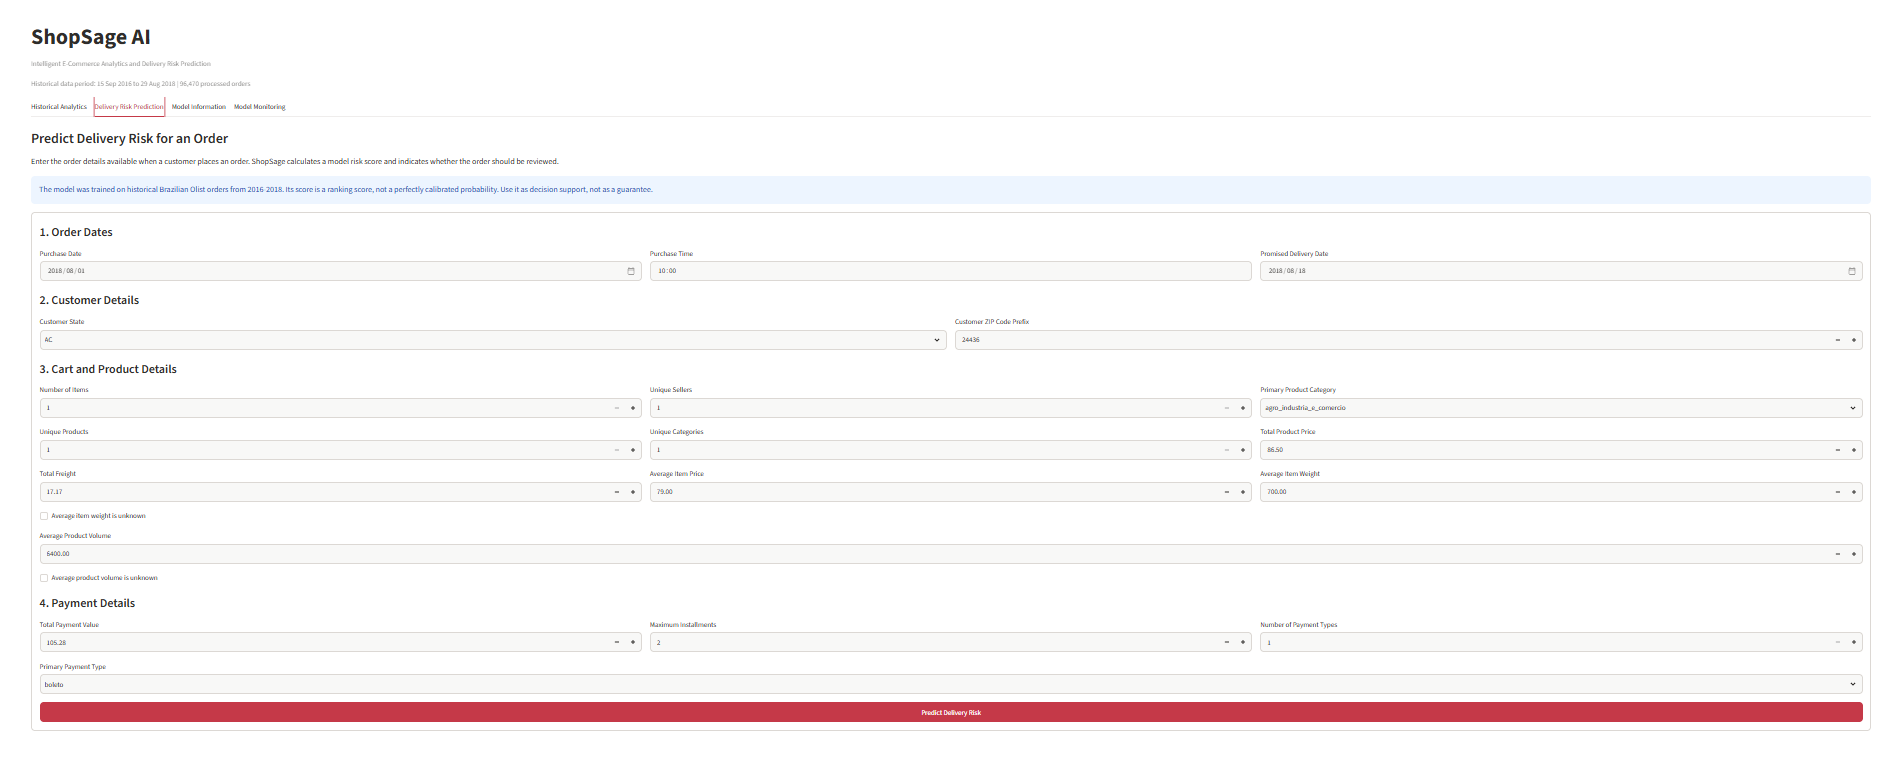 ShopSage AI
Intelligent E-Commerce Analytics and Delivery Risk Prediction
Historical data period: 15 Sep 2016 to 29 Aug 2018 | 96,470 processed orders
Historical Analytics Delivery Risk Prediction Model Information Model Monitoring
Predict Delivery Risk for an Order
Enter the order details available when a customer places an order. ShopSage calculates a model risk score and indicates whether the order should be reviewed.
The model was trained on historical Brazilian Olist orders from 2016-2018. Its score is a ranking score, not a perfectly calibrated probability. Use it as decision support, not as a guarantee.
1. Order Dates
Purchase Date Purchase Time Promised Delivery Date
2018/08/01 10:00 2018/08/18
2. Customer Details
Customer State Customer ZIP Code Prefix
AC 24436
3. Cart and Product Details
Number of Items Unique Sellers Primary Product Category
1 1 agro_industria_e_comercio
Unique Products Unique Categories Total Product Price
1 1 86.50
Total Freight Average Item Price Average Item Weight
17.17 79.00 700.00
Average item weight is unknown
Average Product Volume
6400.00
Average product volume is unknown
4. Payment Details
Total Payment Value Maximum Installments Number of Payment Types
105.28 2 1
Primary Payment Type
boleto
Predict Delivery Risk